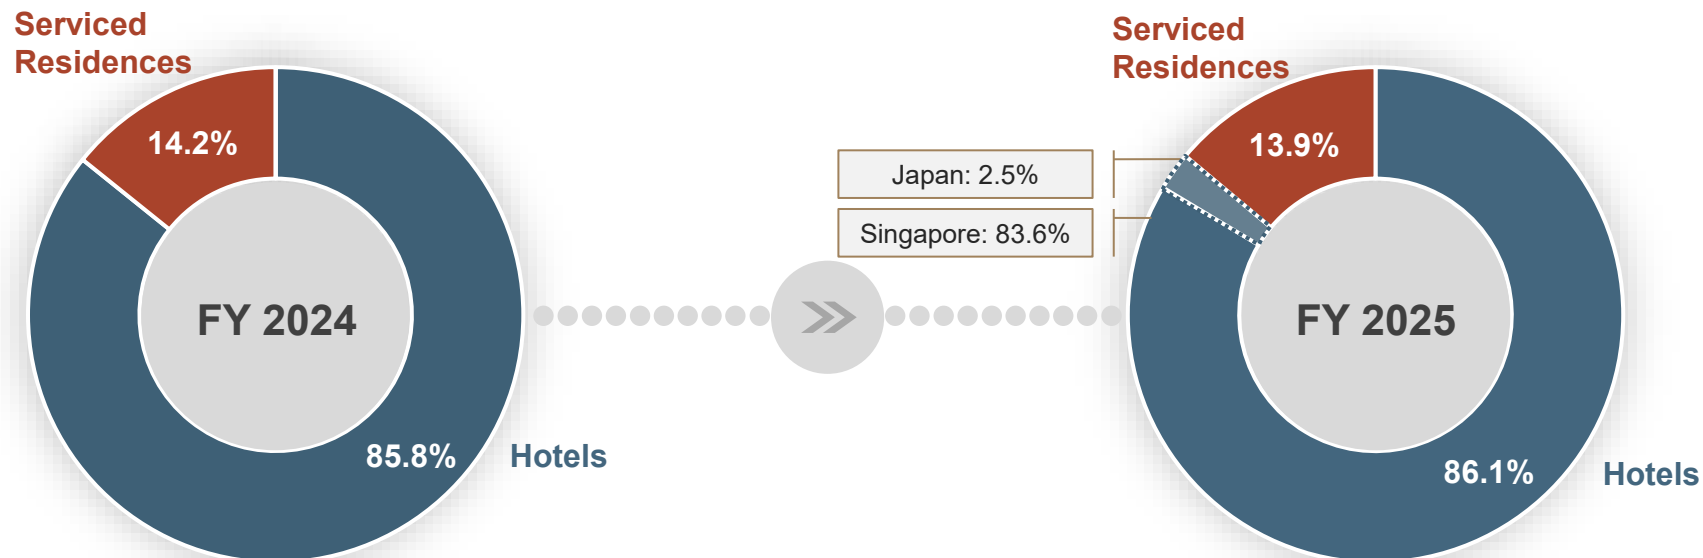 Serviced
Residences
14.2%
FY 2024
85.8%
Hotels
Japan: 2.5%
Singapore: 83.6%
Serviced
Residences
13.9%
FY 2025
86.1%
Hotels